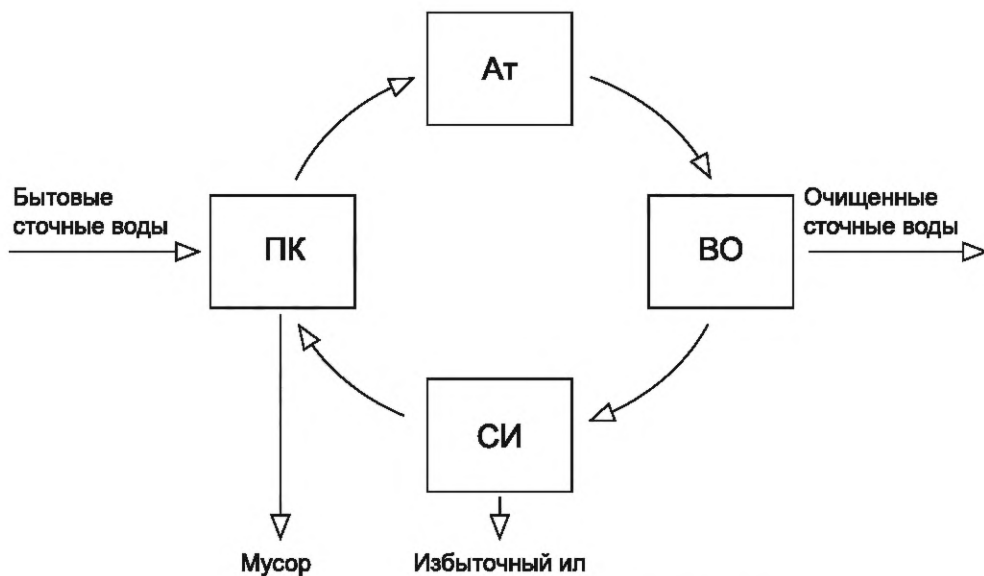 Ат
Бытовые
сточные воды
ПК
ВО
Очищенные
сточные воды
СИ
Мусор
Избыточный ил